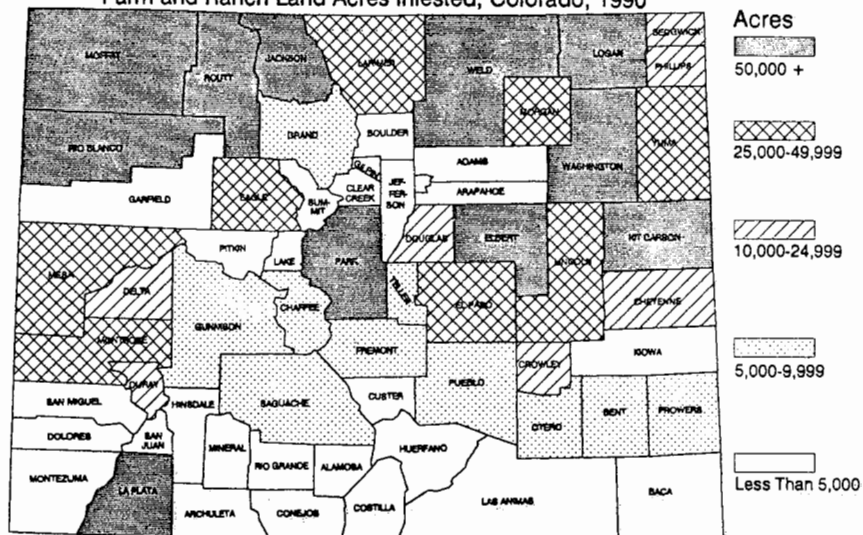 Farm and Ranch Land Acres Infested, Colorado, 1990
Acres
50,000 +
25,000-49,999
10,000-24,999
5,000-9,999
Less Than 5,000
MOFFAT
ROUTT
JACKSON
LARIMER
WELD
LOGAN
SEDGWICK
PHILLIPS
MORGAN
YUMA
WASHINGTON
RIO BLANCO
GRAND
BOULDER
GILPIN
CLEAR
CREEK
JEF-
FER-
SON
ADAMS
ARAPAHOE
GARFIELD
EAGLE
SUM-
MIT
DOUGLAS
ELBERT
LINCOLN
KIT CARSON
PITKIN
LAKE
PARK
MESA
DELTA
GUNNISON
CHAFFEE
TELLER
EL PASO
CHEYENNE
MONTROSE
FREMONT
CROWLEY
KIOWA
OURAY
PUEBLO
SAN MIGUEL
HINSDALE
SAGUACHE
CUSTER
OTERO
BENT
PROWERS
DOLORES
SAN
JUAN
MINERAL
RIO GRANDE
ALAMOSA
HUERFANO
MONTEZUMA
LA PLATA
ARCHULETA
CONEJOS
COSTILLA
LAS ANIMAS
BACA